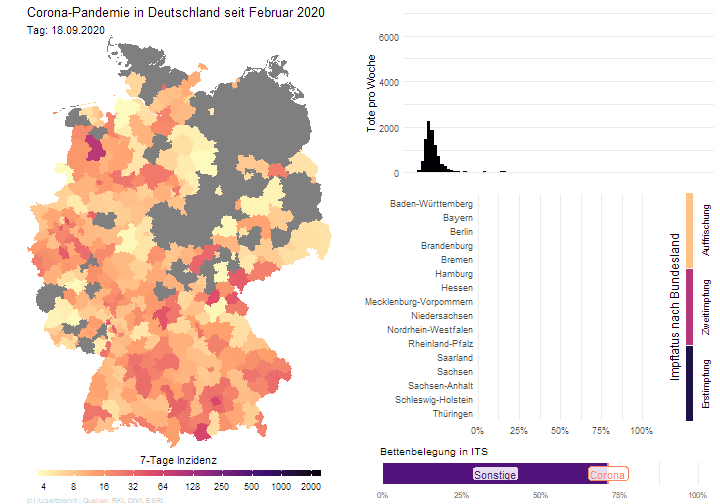 Corona-Pandemie in Deutschland seit Februar 2020
Tag: 18.09.2020
7-Tage Inzidenz
4 8 16 32 64 128 250 500 1000 2000
(c) | Quellen: RKI, DIVI, ESRI
Tote pro Woche
6000
4000
2000
0
Baden-Württemberg
Bayern
Berlin
Brandenburg
Bremen
Hamburg
Hessen
Mecklenburg-Vorpommern
Niedersachsen
Nordrhein-Westfalen
Rheinland-Pfalz
Saarland
Sachsen
Sachsen-Anhalt
Schleswig-Holstein
Thüringen
0% 25% 50% 75% 100%
Impfstatus nach Bundesland
Auffrischung
Zweitimpfung
Erstimpfung
Bettenbelegung in ITS
Sonstige
Corona
0% 25% 50% 75% 100%